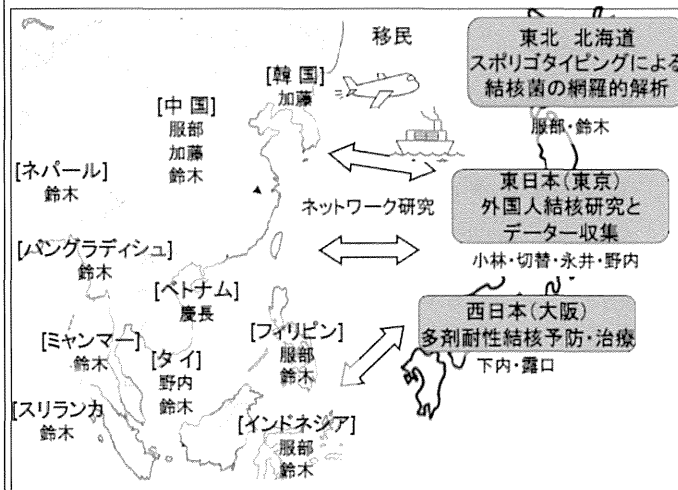 移民
[韓国]
加藤
[中国]
服部
加藤
鈴木
[ネパール]
鈴木
[バングラディシュ]
鈴木
[ベトナム]
慶長
[ミャンマー]
鈴木
[タイ]
野内
鈴木
[スリランカ
鈴木
[フィリピン]
服部
鈴木
[インドネシア]
服部
鈴木
ネットワーク研究
東北 北海道
スポリゴタイピングによる
結核菌の網羅的解析
服部・鈴木
東日本(東京)
外国人結核研究と
データー収集
小林・切替・永井・野内
西日本(大阪)
多剤耐性結核予防・治療
下内・露口